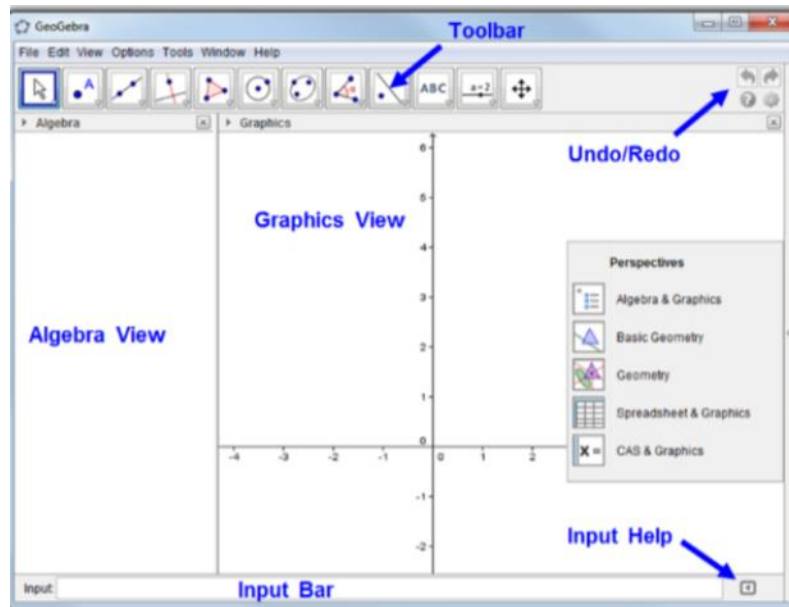 GeoGebra
Toolbar
File Edit View Options Tools Window Help
A
ABC
a=2
Algebra
Graphics
Undo/Redo
Graphics View
Algebra View
6
5
4
3
2
1
0
-4 -3 -2 -1 0 1 2
-1
-2
Perspectives
Algebra & Graphics
Basic Geometry
Geometry
Spreadsheet & Graphics
X = CAS & Graphics
Input Help
Input:
Input Bar